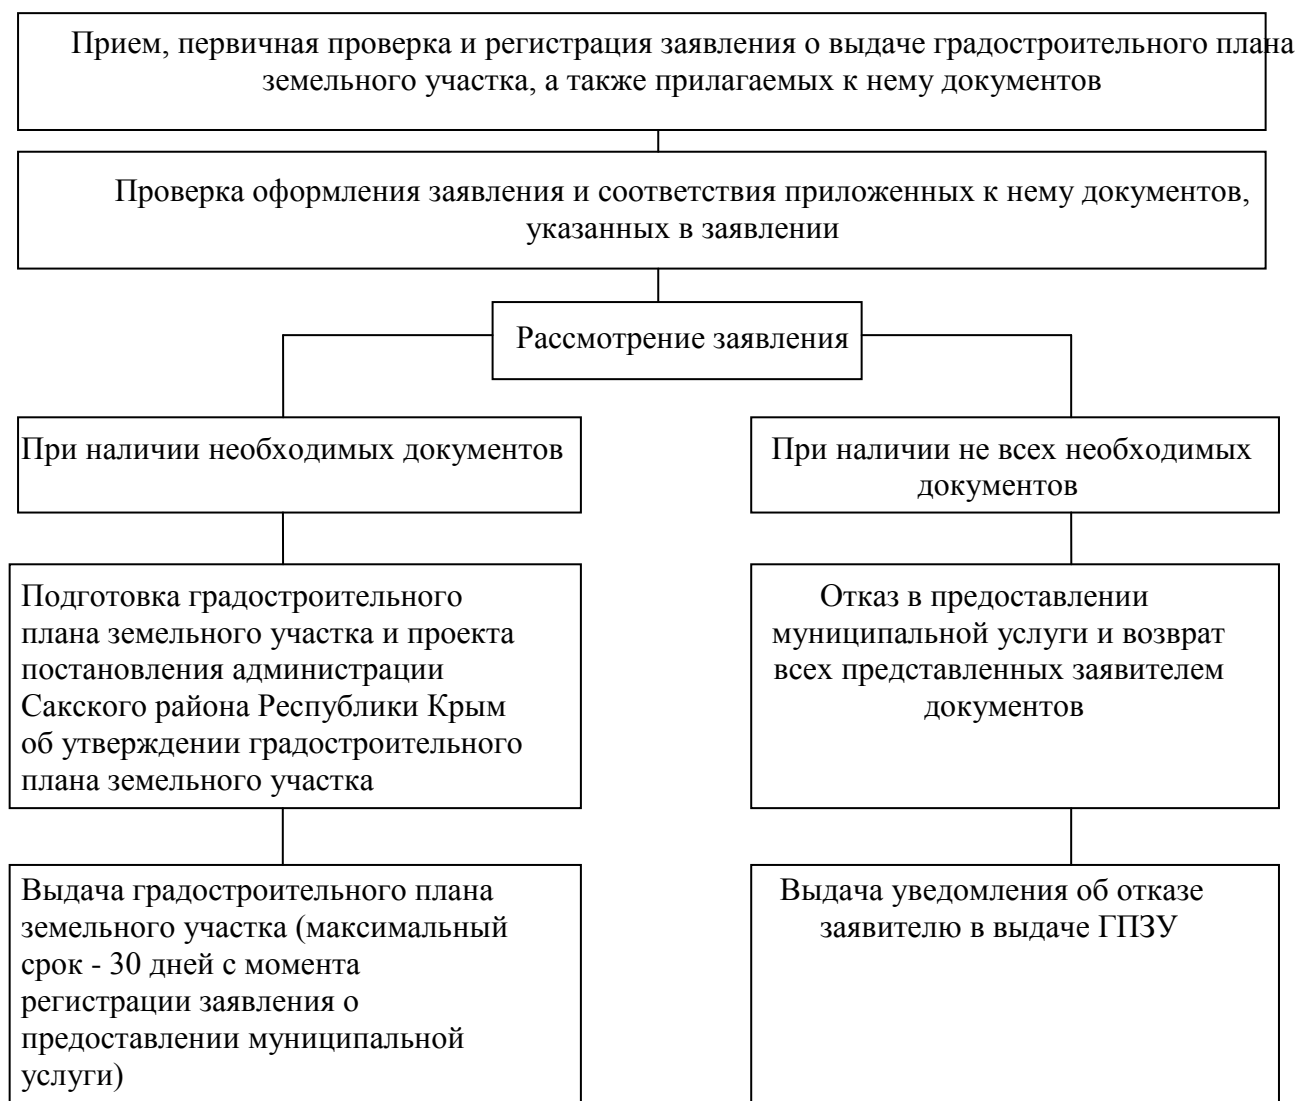 Прием, первичная проверка и регистрация заявления о выдаче градостроительного плана
земельного участка, а также прилагаемых к нему документов
Проверка оформления заявления и соответствия приложенных к нему документов,
указанных в заявлении
Рассмотрение заявления
При наличии необходимых документов
При наличии не всех необходимых
документов
Подготовка градостроительного
плана земельного участка и проекта
постановления администрации
Сакского района Республики Крым
об утверждении градостроительного
плана земельного участка
Отказ в предоставлении
муниципальной услуги и возврат
всех представленных заявителем
документов
Выдача градостроительного плана
земельного участка (максимальный
срок - 30 дней с момента
регистрации заявления о
предоставлении муниципальной
услуги)
Выдача уведомления об отказе
заявителю в выдаче ГПЗУ